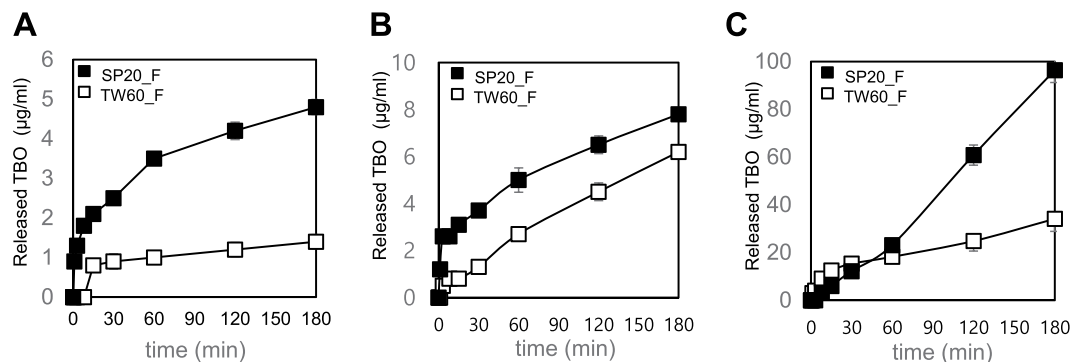 A
Released TBO (µg/ml)
6
5
4
3
2
1
0
SP20_F
TW60_F
0 30 60 90 120 150 180
time (min)
B
Released TBO (µg/ml)
10
8
6
4
2
0
SP20_F
TW60_F
0 30 60 90 120 150 180
time (min)
C
Released TBO (µg/ml)
100
80
60
40
20
0
SP20_F
TW60_F
0 30 60 90 120 150 180
time (min)